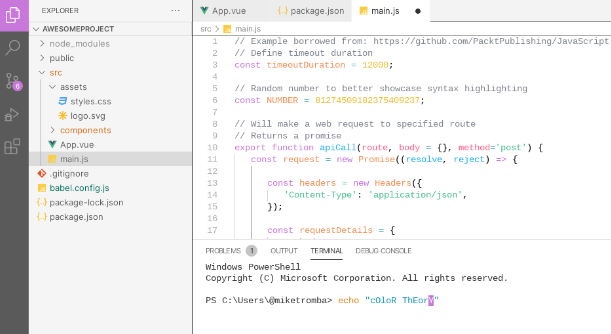 EXPLORER ...
AWESOMEPROJECT
node_modules
public
src
assets
styles.css
logo.svg
components
App.vue
main.js
.gitignore
babel.config.js
package-lock.json
package.json
6
App.vue {..} package.json main.js
src > main.js
1 // Example borrowed from: https://github.com/PacktPublishing/JavaScript
2 // Define timeout duration
3 const timeoutDuration = 12000;
4
5 // Random number to better showcase syntax highlighting
6 const NUMBER = 81274509182375409237;
7
8 // Will make a web request to specified route
9 // Returns a promise
10 export function apiCall(route, body = {}, method='post') {
11 const request = new Promise((resolve, reject) => {
12
13 const headers = new Headers({
14 'Content-Type': 'application/json',
15 });
16
17 const requestDetails = {
PROBLEMS 1 OUTPUT TERMINAL DEBUG CONSOLE
Windows PowerShell
Copyright (C) Microsoft Corporation. All rights reserved.
PS C:\Users\@miketromba> echo "cOloR ThEorY"